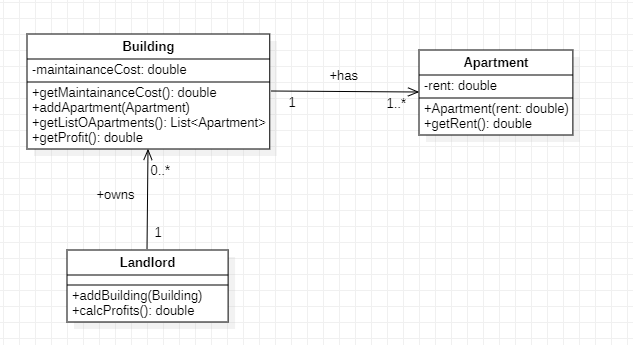 Building
-maintainanceCost: double
+getMaintainanceCost(): double
+addApartment(Apartment)
+getListOApartments(): List<Apartment>
+getProfit(): double
+has
1
1..*
Apartment
-rent: double
+Apartment(rent: double)
+getRent(): double
0..*
+owns
1
Landlord
+addBuilding(Building)
+calcProfits(): double